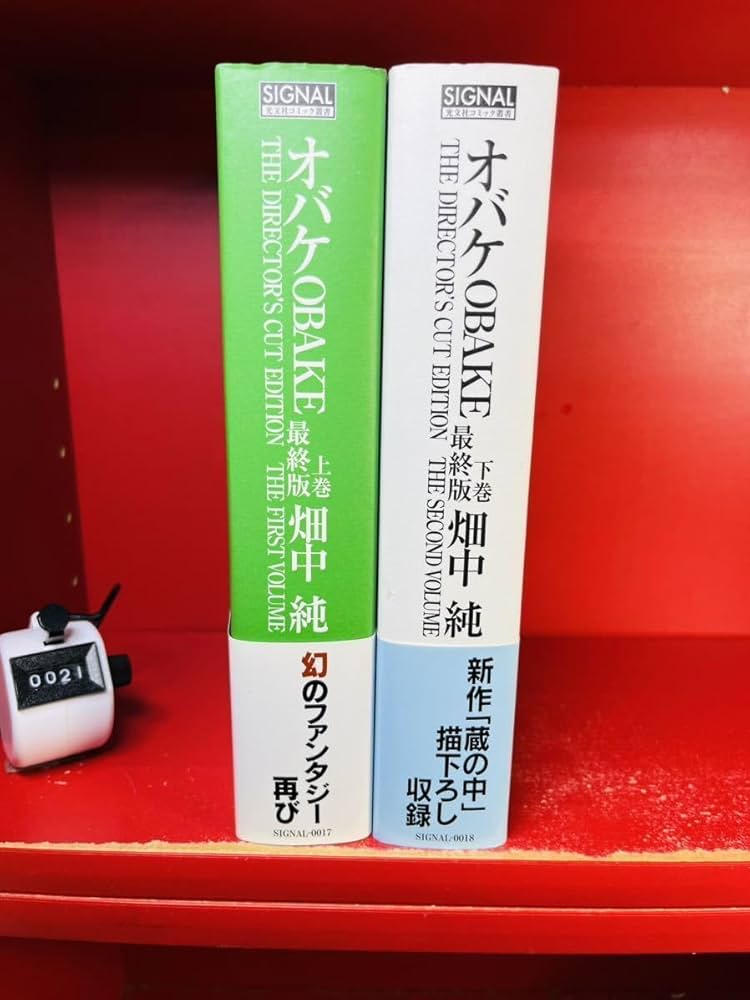 SIGNAL
光文社コミック叢書
オバケOBAKE
THE DIRECTOR'S CUT EDITION THE FIRST VOLUME
最終版
上巻
畑中 純
幻のファンタジー
再び
SIGNAL-0017
SIGNAL
光文社コミック叢書
オバケOBAKE
THE DIRECTOR'S CUT EDITION THE SECOND VOLUME
最終版
下巻
畑中 純
新作「蔵の中」
描下ろし
収録
SIGNAL-0018
0021